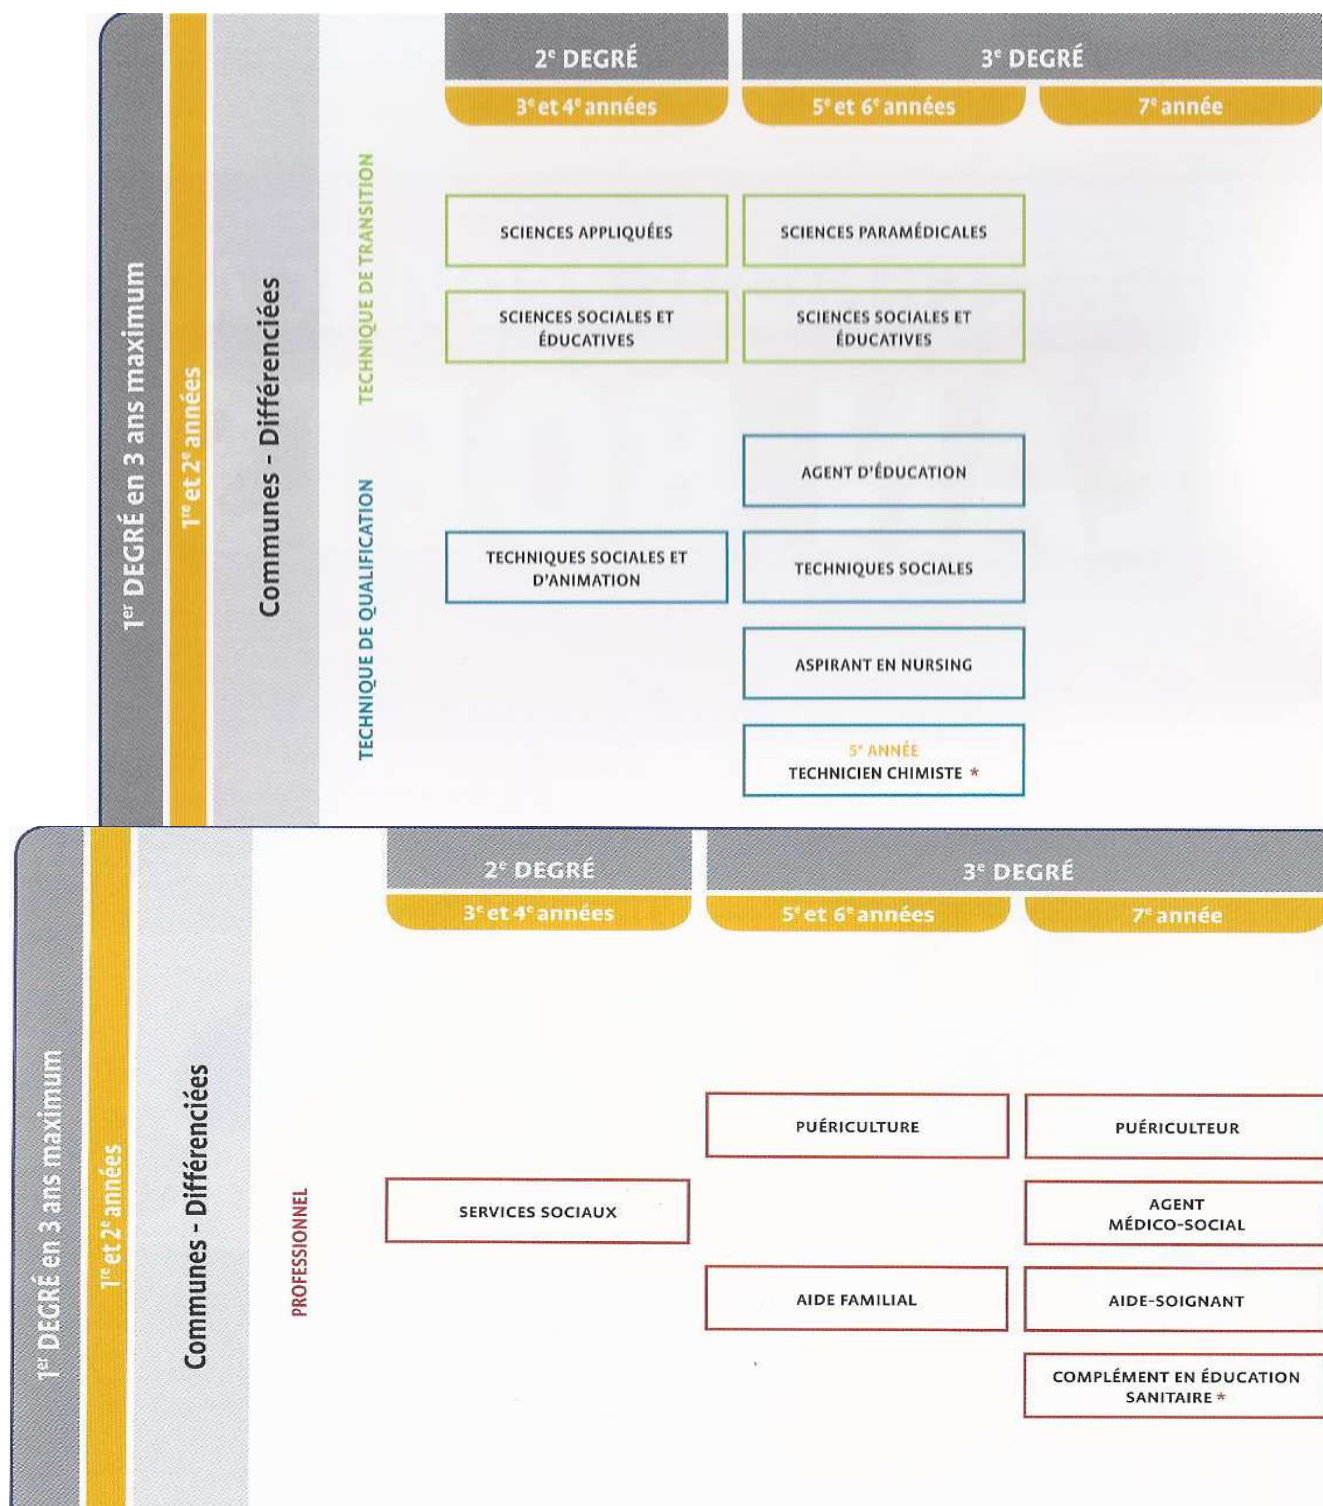 1er DEGRÉ en 3 ans maximum
1re et 2e années
Communes - Différenciées
2e DEGRÉ
3e DEGRÉ
3e et 4e années
5e et 6e années
7e année
TECHNIQUE DE TRANSITION
SCIENCES APPLIQUÉES
SCIENCES PARAMÉDICALES
SCIENCES SOCIALES ET
ÉDUCATIVES
SCIENCES SOCIALES ET
ÉDUCATIVES
TECHNIQUE DE QUALIFICATION
AGENT D'ÉDUCATION
TECHNIQUES SOCIALES ET
D'ANIMATION
TECHNIQUES SOCIALES
ASPIRANT EN NURSING
5e ANNÉE
TECHNICIEN CHIMISTE *
1er DEGRÉ en 3 ans maximum
1re et 2e années
Communes - Différenciées
2e DEGRÉ
3e DEGRÉ
3e et 4e années
5e et 6e années
7e année
PROFESSIONNEL
PUÉRICULTURE
PUÉRICULTEUR
SERVICES SOCIAUX
AGENT
MÉDICO-SOCIAL
AIDE FAMILIAL
AIDE-SOIGNANT
COMPLÉMENT EN ÉDUCATION
SANITAIRE *